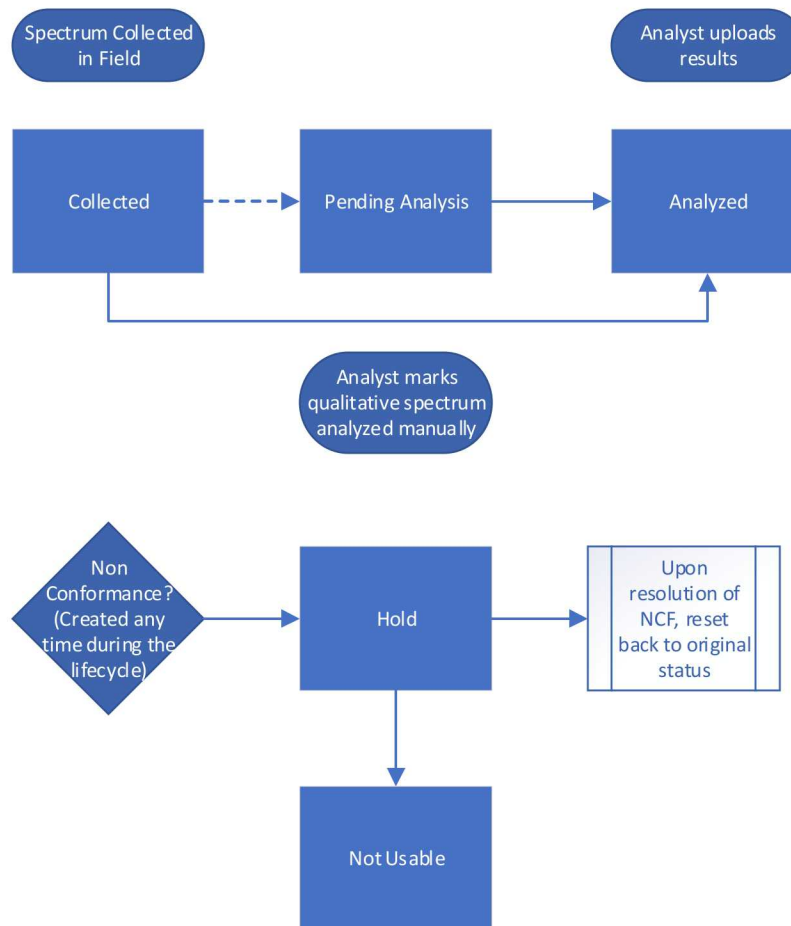 Spectrum Collected
in Field
Analyst uploads
results
Collected
Pending Analysis
Analyzed
Analyst marks
qualitative spectrum
analyzed manually
Non
Conformance?
(Created any
time during the
lifecycle)
Hold
Upon
resolution of
NCF, reset
back to original
status
Not Usable